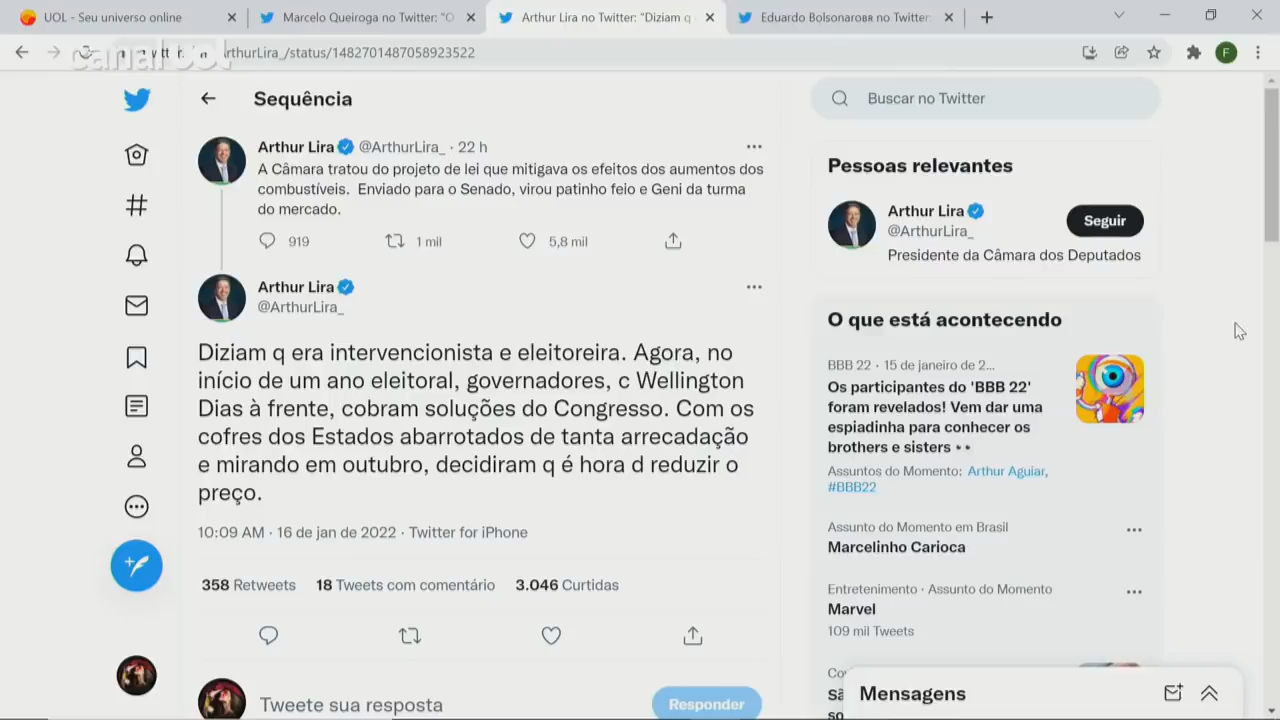 UOL - Seu universo online
Marcelo Queiroga no Twitter: "O
Arthur Lira no Twitter: "Diziam q
Eduardo Bolsonaro no Twitter:
canal UOL
rthurLira_/status/1482701487058923522
F
Sequência
Buscar no Twitter
Arthur Lira @ArthurLira_ · 22 h
A Câmara tratou do projeto de lei que mitigava os efeitos dos aumentos dos
combustíveis. Enviado para o Senado, virou patinho feio e Geni da turma
do mercado.
919 1 mil 5,8 mil
Arthur Lira
@ArthurLira_
Diziam q era intervencionista e eleitoreira. Agora, no
início de um ano eleitoral, governadores, c Wellington
Dias à frente, cobram soluções do Congresso. Com os
cofres dos Estados abarrotados de tanta arrecadação
e mirando em outubro, decidiram q é hora d reduzir o
preço.
10:09 AM · 16 de jan de 2022 · Twitter for iPhone
358 Retweets 18 Tweets com comentário 3.046 Curtidas
Tweete sua resposta
Responder
Pessoas relevantes
Arthur Lira
@ArthurLira_
Seguir
Presidente da Câmara dos Deputados
O que está acontecendo
BBB 22 · 15 de janeiro de 2...
Os participantes do 'BBB 22'
foram revelados! Vem dar uma
espiadinha para conhecer os
brothers e sisters 👀
Assuntos do Momento: Arthur Aguiar,
#BBB22
Assunto do Momento em Brasil
Marcelinho Carioca
Entretenimento · Assunto do Momento
Marvel
109 mil Tweets
Mensagens